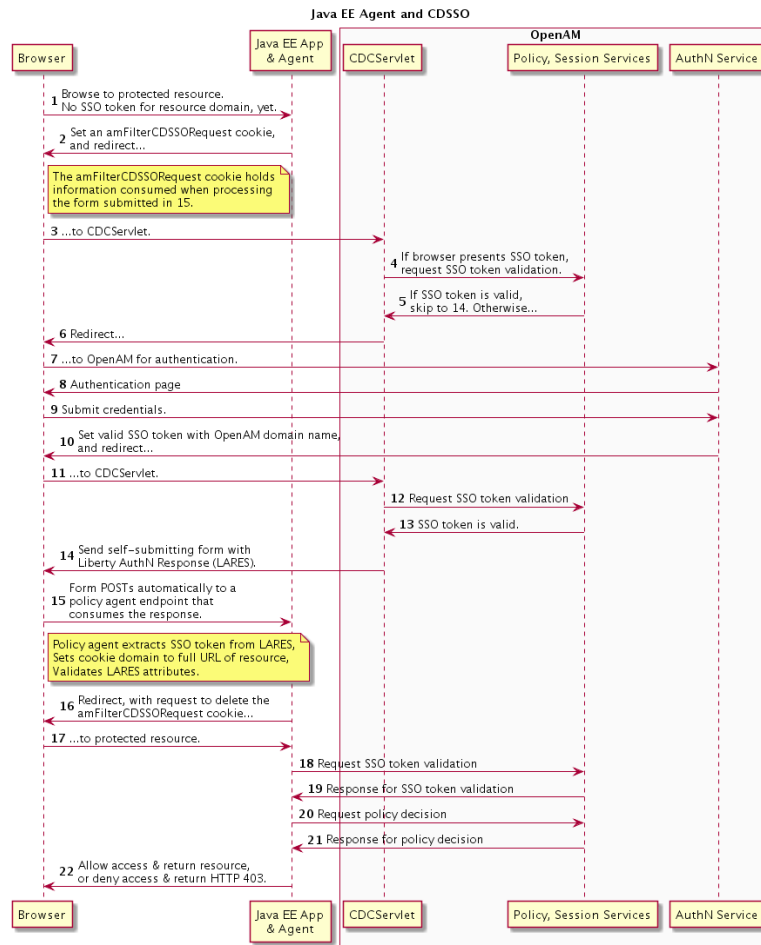 Java EE Agent and CDSSO
OpenAM
Browser
Java EE App
& Agent
CDCServlet
Policy, Session Services
AuthN Service
1 Browse to protected resource.
No SSO token for resource domain, yet.
2 Set an amFilterCDSSORequest cookie,
and redirect...
The amFilterCDSSORequest cookie holds
information consumed when processing
the form submitted in 15.
3 ...to CDCServlet.
4 If browser presents SSO token,
request SSO token validation.
5 If SSO token is valid,
skip to 14. Otherwise...
6 Redirect...
7 ...to OpenAM for authentication.
8 Authentication page
9 Submit credentials.
10 Set valid SSO token with OpenAM domain name,
and redirect...
11 ...to CDCServlet.
12 Request SSO token validation
13 SSO token is valid.
14 Send self-submitting form with
Liberty AuthN Response (LARES).
15 Form POSTs automatically to a
policy agent endpoint that
consumes the response.
Policy agent extracts SSO token from LARES,
Sets cookie domain to full URL of resource,
Validates LARES attributes.
16 Redirect, with request to delete the
amFilterCDSSORequest cookie...
17 ...to protected resource.
18 Request SSO token validation
19 Response for SSO token validation
20 Request policy decision
21 Response for policy decision
22 Allow access & return resource,
or deny access & return HTTP 403.
Browser
Java EE App
& Agent
CDCServlet
Policy, Session Services
AuthN Service